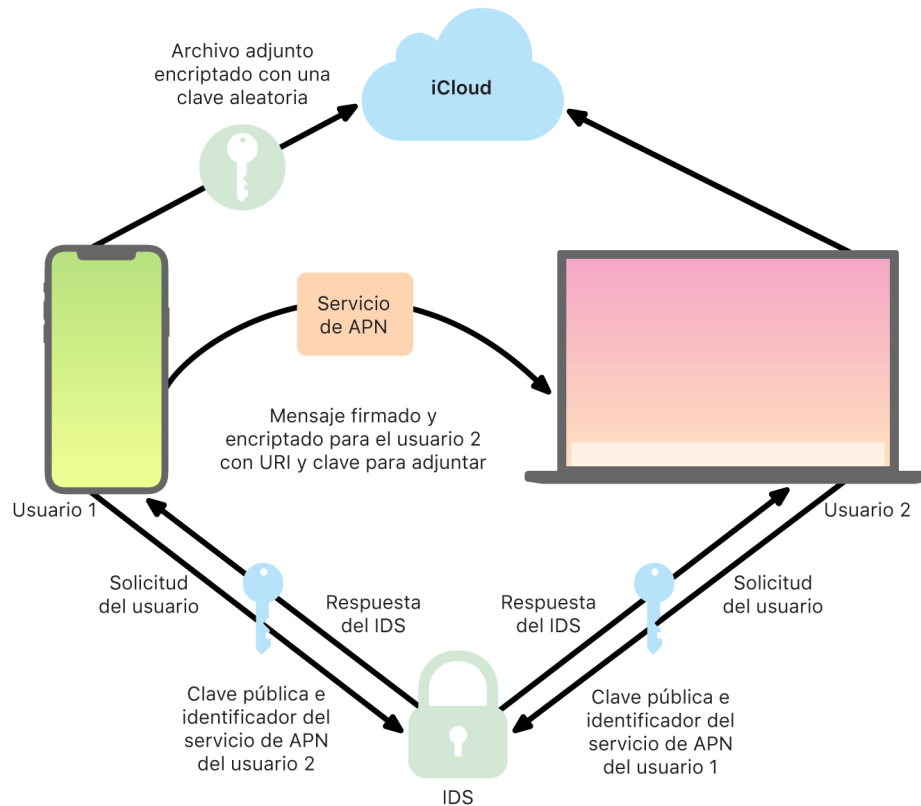 Archivo adjunto
encriptado con una
clave aleatoria
iCloud
Servicio
de APN
Mensaje firmado y
encriptado para el usuario 2
con URI y clave para adjuntar
Usuario 1
Usuario 2
Solicitud
del usuario
Respuesta
del IDS
Respuesta
del IDS
Solicitud
del usuario
Clave pública e
identificador del
servicio de APN
del usuario 2
Clave pública e
identificador del
servicio de APN
del usuario 1
IDS